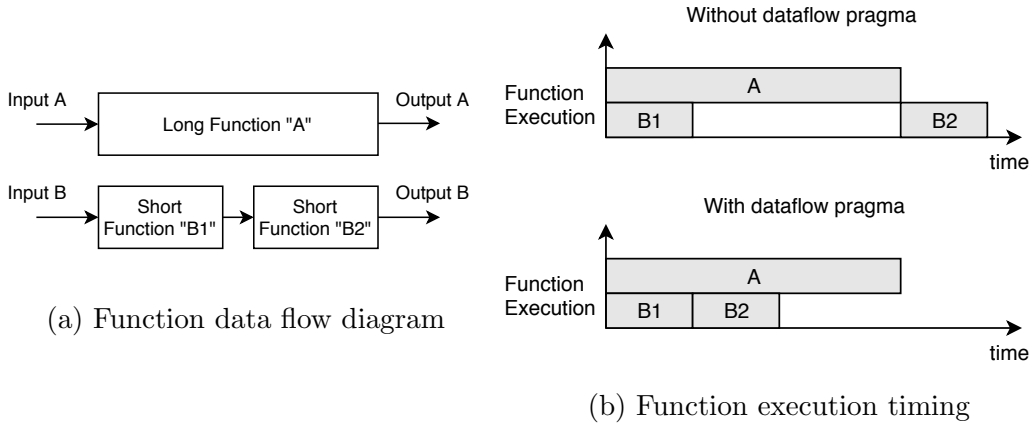 Input A
Long Function "A"
Output A
Input B
Short
Function "B1"
Short
Function "B2"
Output B
(a) Function data flow diagram
Without dataflow pragma
Function
Execution
A
B1
B2
time
With dataflow pragma
Function
Execution
A
B1
B2
time
(b) Function execution timing